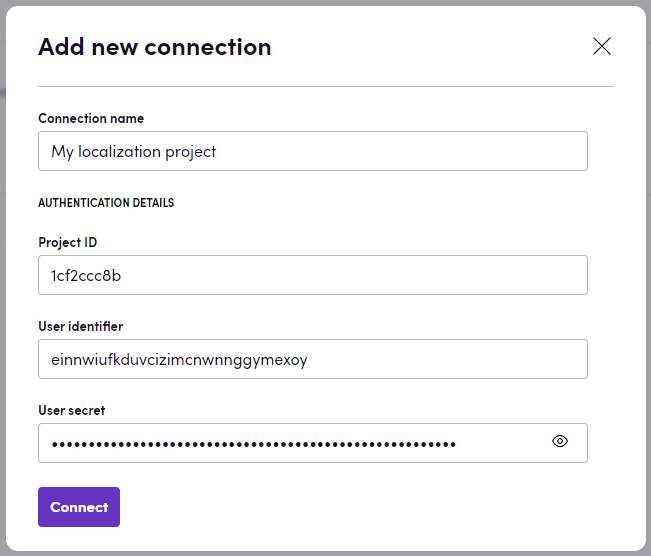 Add new connection
Connection name
My localization project
AUTHENTICATION DETAILS
Project ID
1cf2ccc8b
User identifier
einnwiufkduvcizimcnwnnggymexoy
User secret
•••••••••••••••••••••••••••••••••••••••••••••••••••••••
Connect